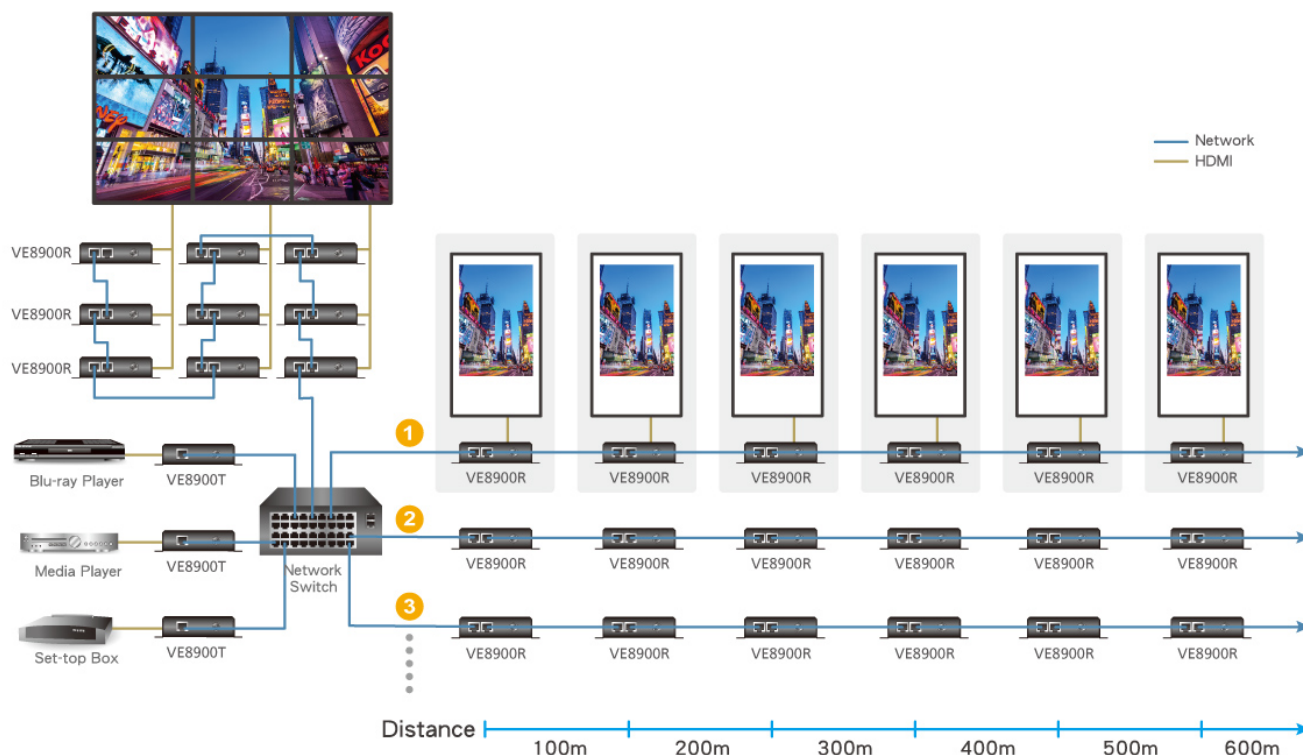 Network
HDMI
VE8900R
VE8900R
VE8900R
Blu-ray Player
VE8900T
Media Player
VE8900T
Set-top Box
VE8900T
Network
Switch
1
VE8900R VE8900R VE8900R VE8900R VE8900R VE8900R
2
VE8900R VE8900R VE8900R VE8900R VE8900R VE8900R
3
VE8900R VE8900R VE8900R VE8900R VE8900R VE8900R
Distance
100m 200m 300m 400m 500m 600m